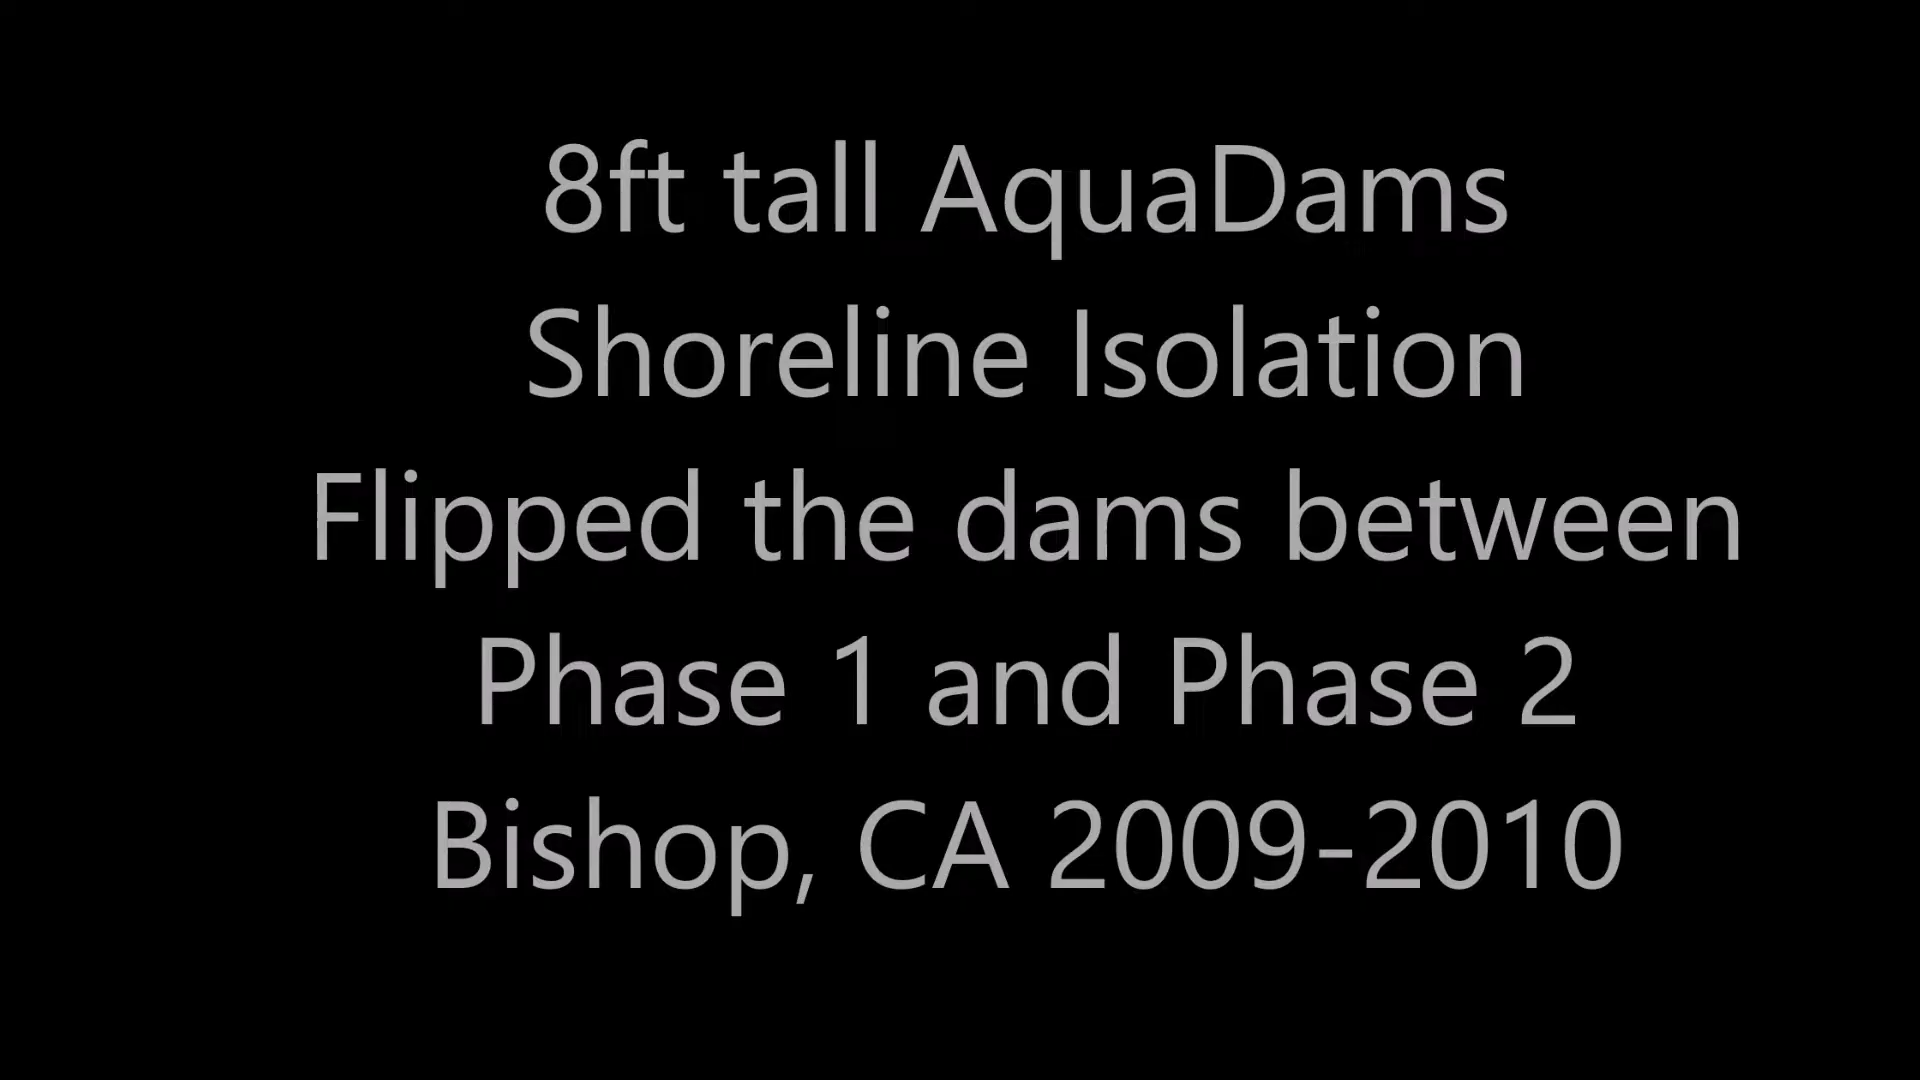 8ft tall AquaDams
Shoreline Isolation
Flipped the dams between
Phase 1 and Phase 2
Bishop, CA 2009-2010